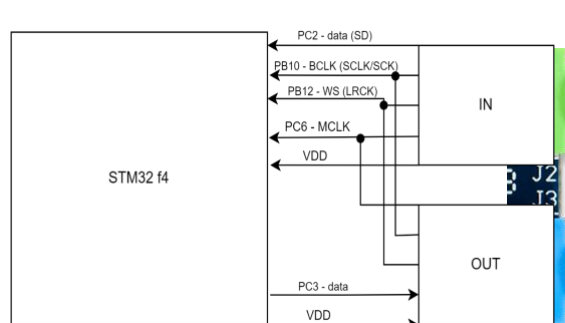 PC2 - data (SD)
PB10 - BCLK (SCLK/SCK)
PB12 - WS (LRCK)
PC6 - MCLK
VDD
IN
STM32 f4
J2
J3
OUT
PC3 - data
VDD